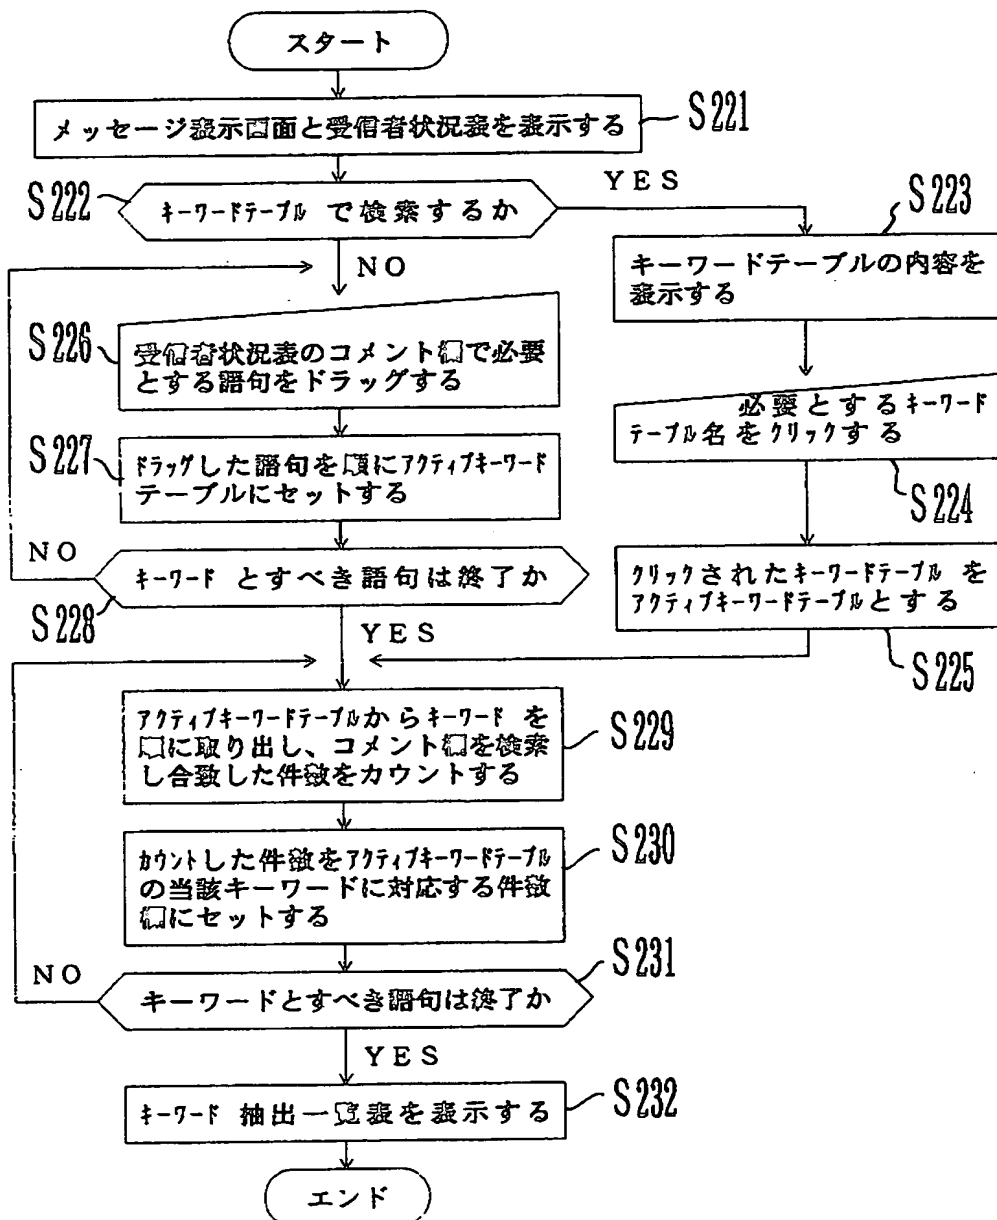 スタート
メッセージ表示画面と受信者状況表を表示する
S221
S222
キーワードテーブル で検索するか
YES
S223
キーワードテーブルの内容を
表示する
NO
S226
受信者状況表のコメント欄で必要
とする語句をドラッグする
必要とするキーワード
テーブル名をクリックする
S224
S227
ドラッグした語句を順にアクティブキーワード
テーブルにセットする
NO
キーワード とすべき語句は終了か
S228
クリックされたキーワードテーブル を
アクティブキーワードテーブルとする
S225
YES
アクティブキーワードテーブルからキーワード を
順に取り出し、コメント欄を検索
し合致した件数をカウントする
S229
カウントした件数をアクティブキーワードテーブル
の当該キーワードに対応する件数
欄にセットする
S230
NO
キーワードとすべき語句は終了か
S231
YES
キーワード 抽出一覧表を表示する
S232
エンド